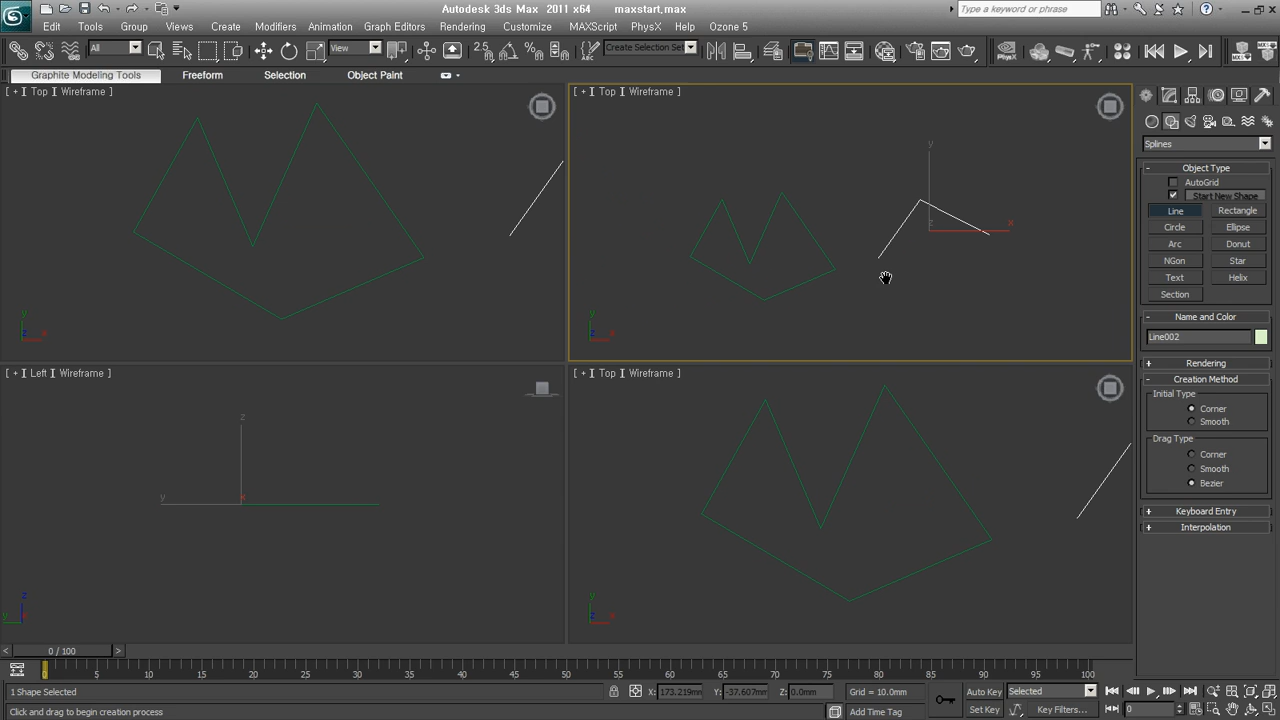 Autodesk 3ds Max 2011 x64 maxstart.max
Type a keyword or phrase
Edit Tools Group Views Create Modifiers Animation Graph Editors Rendering Customize MAXScript PhysX Ozone 5
All View 2.5 Create Selection Set PhysX
Graphite Modeling Tools Freeform Selection Object Paint
[ + ] Top ] Wireframe ]
[ + ] Top ] Wireframe ]
y
z x
y
z x
y
z x
Splines
- Object Type
AutoGrid
Start New Shape
Line Rectangle
Circle Ellipse
Arc Donut
NGon Star
Text Helix
Section
- Name and Color
Line002
+ Rendering
- Creation Method
Initial Type
Corner
Smooth
Drag Type
Corner
Smooth
Bezier
+ Keyboard Entry
+ Interpolation
[ + ] Left ] Wireframe ]
[ + ] Top ] Wireframe ]
z
y x
z
y
y
z x
< 0 / 100 >
0 5 10 15 20 25 30 35 40 45 50 55 60 65 70 75 80 85 90 95 100
1 Shape Selected X: 173.219mm Y: -37.607mm Z: 0.0mm Grid = 10.0mm Auto Key Selected
Click and drag to begin creation process Add Time Tag Set Key Key Filters... 0